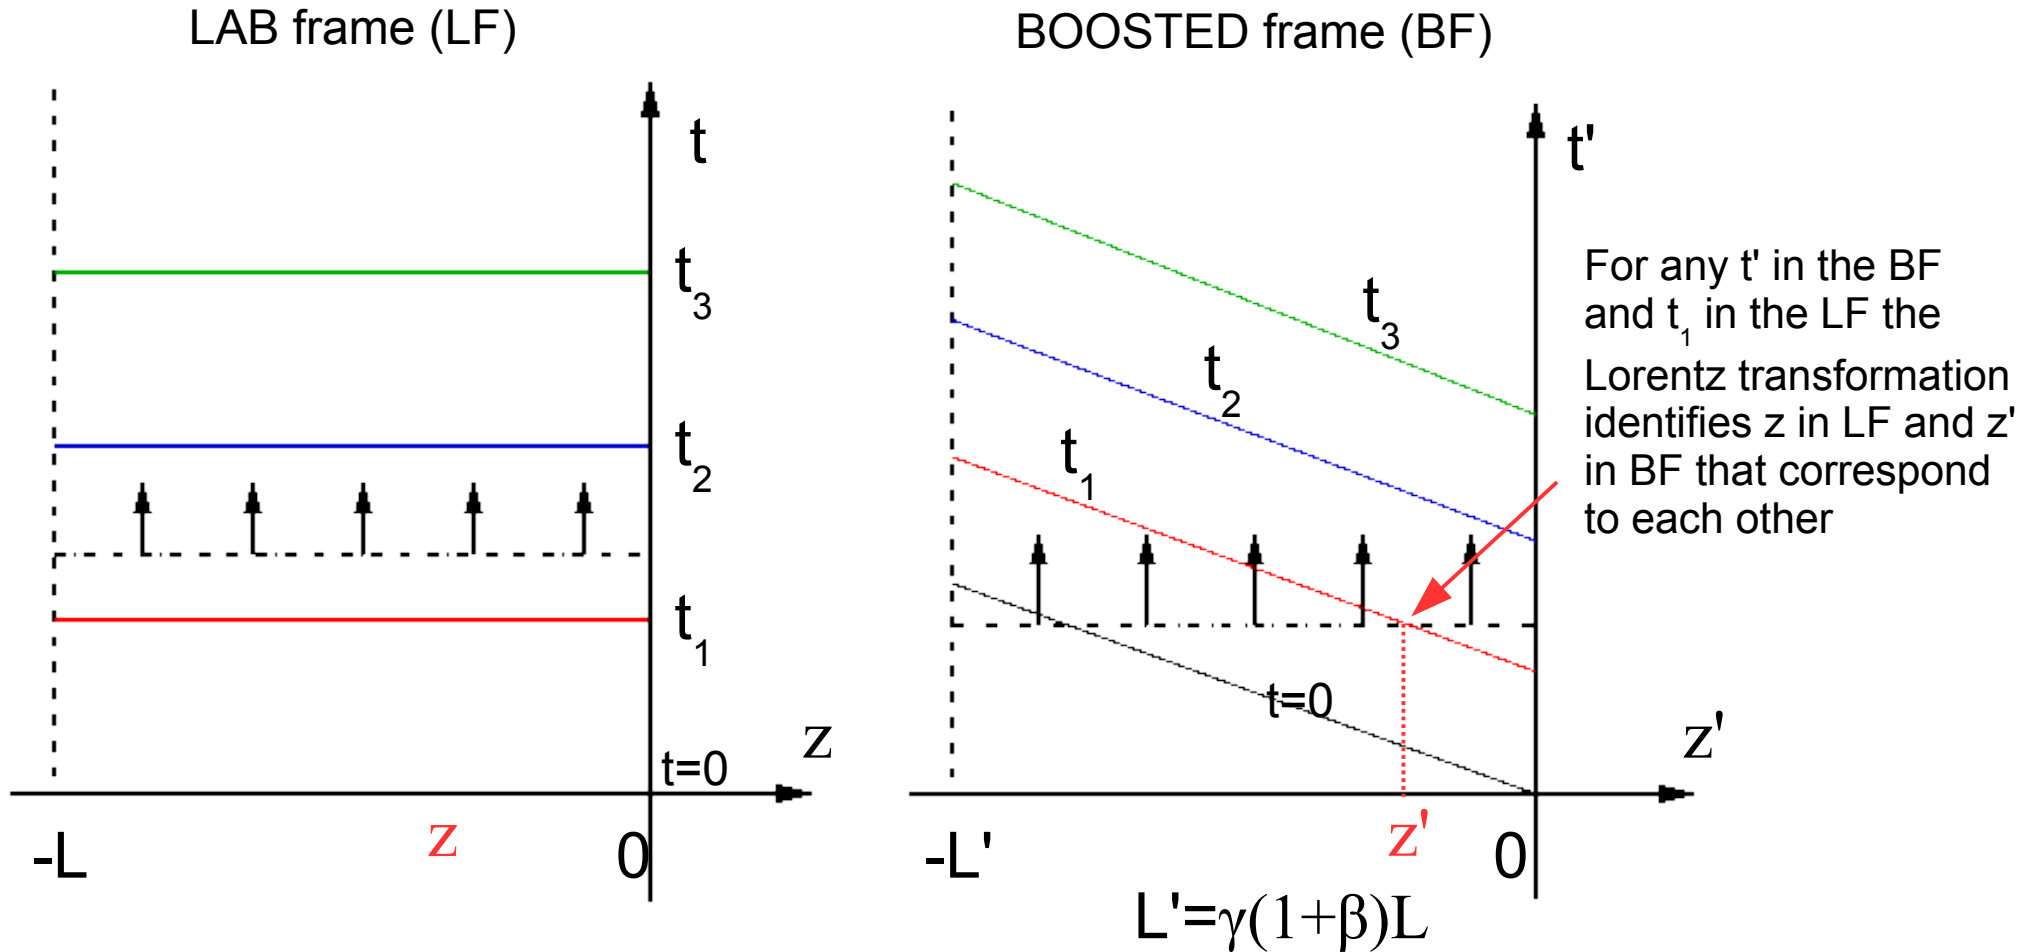 LAB frame (LF)
t
t3
t2
t1
t=0
z
z
-L
0
BOOSTED frame (BF)
t'
t3
t2
t1
t=0
z'
z'
-L'
0
L'=γ(1+β)L
For any t' in the BF
and t1 in the LF the
Lorentz transformation
identifies z in LF and z'
in BF that correspond
to each other